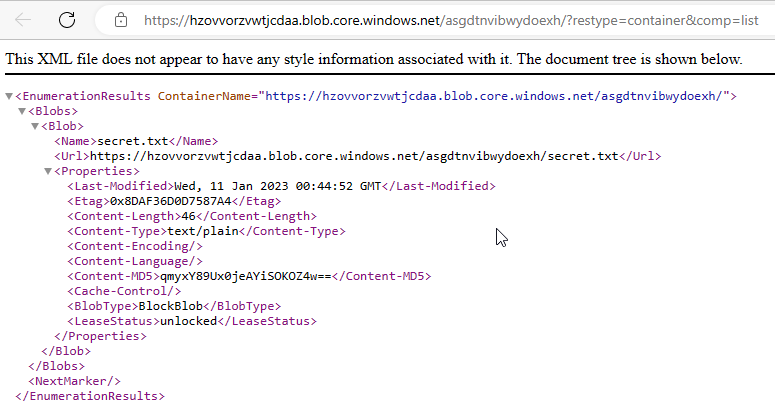 https://hzovvorzvwtjcdaa.blob.core.windows.net/asgdtnvibwydoexh/?restype=container&comp=list
This XML file does not appear to have any style information associated with it. The document tree is shown below.
<EnumerationResults ContainerName="https://hzovvorzvwtjcdaa.blob.core.windows.net/asgdtnvibwydoexh/">
<Blobs>
<Blob>
<Name>secret.txt</Name>
<Url>https://hzovvorzvwtjcdaa.blob.core.windows.net/asgdtnvibwydoexh/secret.txt</Url>
<Properties>
<Last-Modified>Wed, 11 Jan 2023 00:44:52 GMT</Last-Modified>
<Etag>0x8DAF36D0D7587A4</Etag>
<Content-Length>46</Content-Length>
<Content-Type>text/plain</Content-Type>
<Content-Encoding/>
<Content-Language/>
<Content-MD5>qmyxY89Ux0jeAYiSOKOZ4w==</Content-MD5>
<Cache-Control/>
<BlobType>BlockBlob</BlobType>
<LeaseStatus>unlocked</LeaseStatus>
</Properties>
</Blob>
</Blobs>
<NextMarker/>
</EnumerationResults>